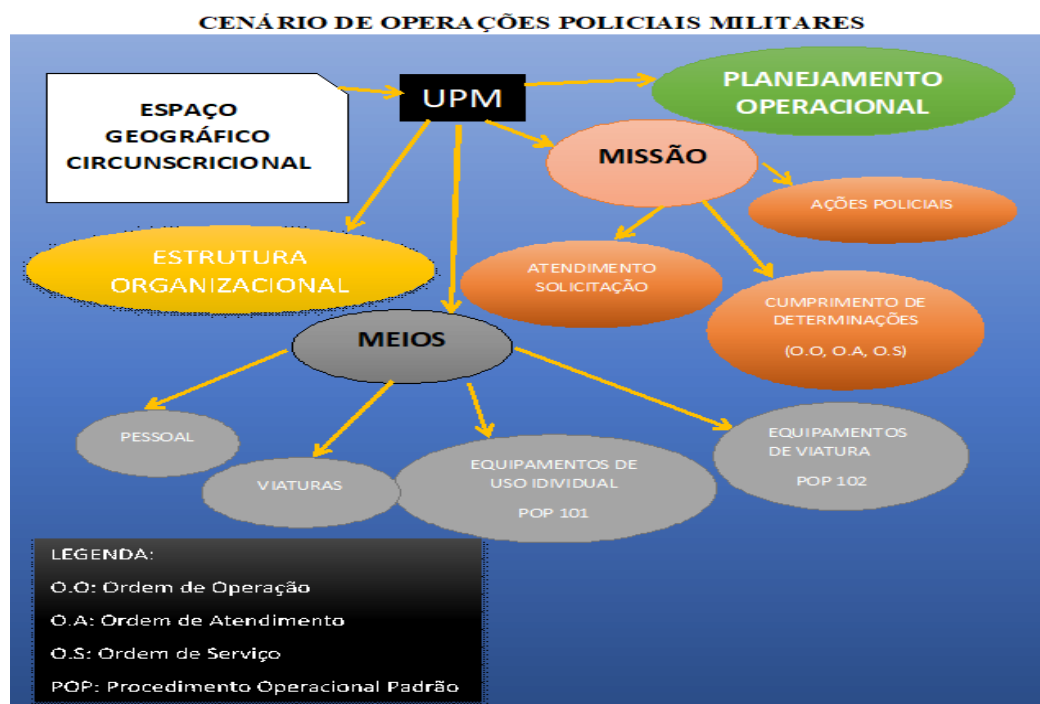 CENÁRIO DE OPERAÇÕES POLICIAIS MILITARES
ESPAÇO
GEOGRÁFICO
CIRCUNSCRICIONAL
UPM
PLANEJAMENTO
OPERACIONAL
MISSÃO
AÇÕES POLICIAIS
ESTRUTURA
ORGANIZACIONAL
ATENDIMENTO
SOLICITAÇÃO
CUMPRIMENTO DE
DETERMINAÇÕES
(O.O, O.A, O.S)
MEIOS
PESSOAL
VIATURAS
EQUIPAMENTOS DE
USO IDIVIDUAL
POP 101
EQUIPAMENTOS
DE VIATURA
POP 102
LEGENDA:
O.O: Ordem de Operação
O.A: Ordem de Atendimento
O.S: Ordem de Serviço
POP: Procedimento Operacional Padrão